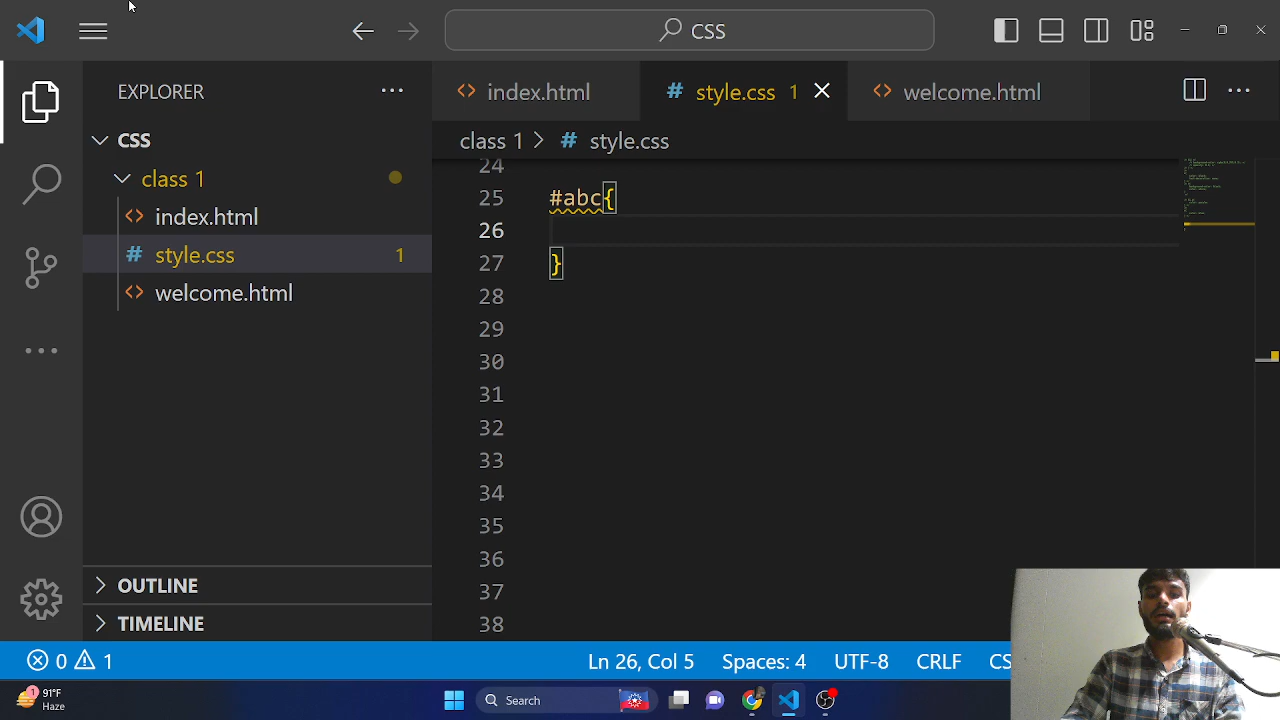 CSS
EXPLORER
index.html
style.css 1
welcome.html
CSS
class 1 > # style.css
class 1
index.html
# style.css 1
welcome.html
24
25 #abc{
26
27 }
28
29
30
31
32
33
34
35
36
37
38
OUTLINE
TIMELINE
0 1
Ln 26, Col 5
Spaces: 4
UTF-8
CRLF
CS
1
91°F
Haze
Search